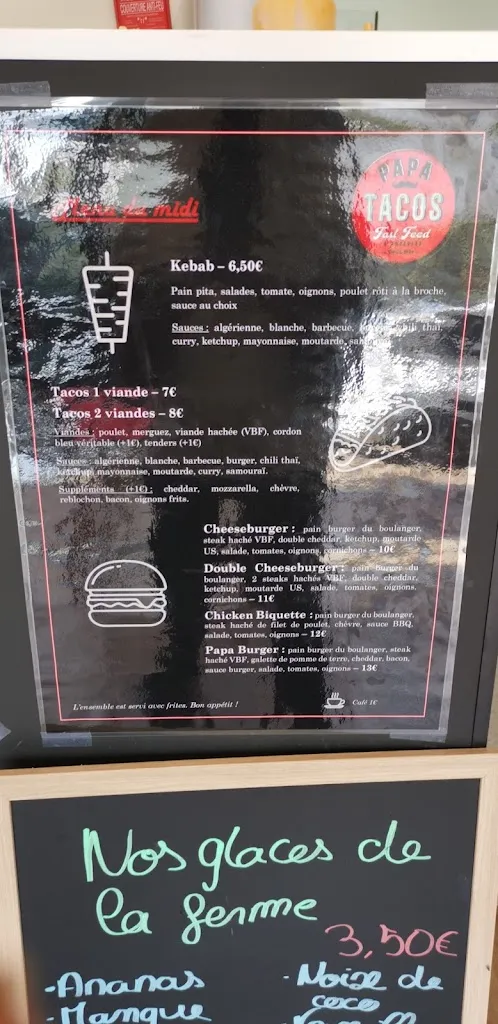 COUVERTURE ANTI-FEU
Menu du midi
PAPA
TACOS
Fast Food
Kebab – 6,50€
Pain pita, salades, tomate, oignons, poulet rôti à la broche,
sauce au choix
Sauces : algérienne, blanche, barbecue, chili thaï,
curry, ketchup, mayonnaise, moutarde,
Tacos 1 viande – 7€
Tacos 2 viandes – 8€
Viandes : poulet, merguez, viande hachée (VBF), cordon
bleu véritable (+1€), tenders (+1€)
Sauces : algérienne, blanche, barbecue, burger, chili thaï,
ketchup, mayonnaise, moutarde, curry, samouraï.
Suppléments (+1€) : cheddar, mozzarella, chèvre,
reblochon, bacon, oignons frits.
Cheeseburger : pain burger du boulanger,
steak haché VBF, double cheddar, ketchup, moutarde
US, salade, tomates, oignons, cornichons – 10€
Double Cheeseburger : pain burger du
boulanger, 2 steaks hachés VBF, double cheddar,
ketchup, moutarde US, salade, tomates, oignons,
cornichons – 11€
Chicken Biquette : pain burger du boulanger,
steak haché de filet de poulet, chèvre, sauce BBQ,
salade, tomates, oignons – 12€
Papa Burger : pain burger du boulanger, steak
haché VBF, galette de pomme de terre, cheddar, bacon,
sauce burger, salade, tomates, oignons – 13€
L'ensemble est servi avec frites. Bon appétit !
Café 1€
Nos glaces de
la ferme
3,50€
-Ananas
-Mangue
-Noix de
coco